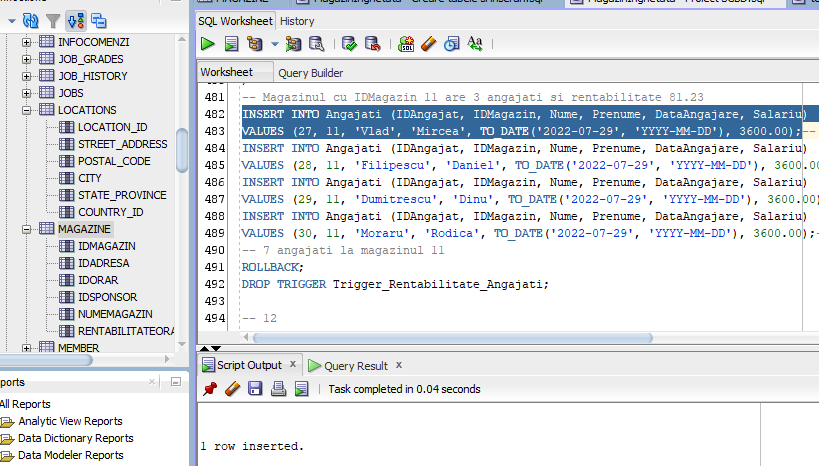 SQL Worksheet History
Worksheet Query Builder
INFOCOMENZI
JOB_GRADES
JOB_HISTORY
JOBS
LOCATIONS
LOCATION_ID
STREET_ADDRESS
POSTAL_CODE
CITY
STATE_PROVINCE
COUNTRY_ID
MAGAZINE
IDMAGAZIN
IDADRESA
IDORAR
IDSPONSOR
NUMEMAGAZIN
RENTABILITATEORA
MEMBER
ports
All Reports
Analytic View Reports
Data Dictionary Reports
Data Modeler Reports
481 -- Magazinul cu IDMagazin 11 are 3 angajati si rentabilitate 81.23
482 INSERT INTO Angajati (IDAngajat, IDMagazin, Nume, Prenume, DataAngajare, Salariu)
483 VALUES (27, 11, 'Vlad', 'Mircea', TO_DATE('2022-07-29', 'YYYY-MM-DD'), 3600.00);--
484 INSERT INTO Angajati (IDAngajat, IDMagazin, Nume, Prenume, DataAngajare, Salariu)
485 VALUES (28, 11, 'Filipescu', 'Daniel', TO_DATE('2022-07-29', 'YYYY-MM-DD'), 3600.00
486 INSERT INTO Angajati (IDAngajat, IDMagazin, Nume, Prenume, DataAngajare, Salariu)
487 VALUES (29, 11, 'Dumitrescu', 'Dinu', TO_DATE('2022-07-29', 'YYYY-MM-DD'), 3600.00)
488 INSERT INTO Angajati (IDAngajat, IDMagazin, Nume, Prenume, DataAngajare, Salariu)
489 VALUES (30, 11, 'Moraru', 'Rodica', TO_DATE('2022-07-29', 'YYYY-MM-DD'), 3600.00);-
490 -- 7 angajati la magazinul 11
491 ROLLBACK;
492 DROP TRIGGER Trigger_Rentabilitate_Angajati;
493
494 -- 12
Script Output x Query Result x
Task completed in 0.04 seconds
1 row inserted.